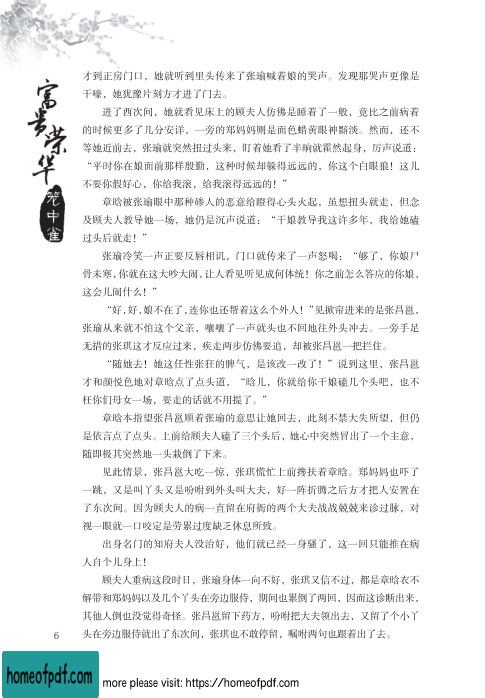 富贵荣华
笼中雀
才到正房门口，她就听到里头传来了张瑜喊着娘的哭声。发现那哭声更像是
干嚎，她犹豫片刻方才进了门去。
进了西次间，她就看见床上的顾夫人仿佛是睡着了一般，竟比之前病着
的时候更多了几分安详，一旁的郑妈妈则是面色蜡黄眼神黯淡。然而，还不
等她近前去，张瑜就突然扭过头来，盯着她看了半晌就霍然起身，厉声说道：
“平时你在娘面前那样殷勤，这种时候却躲得远远的，你这个白眼狼！这儿
不要你假好心，你给我滚，给我滚得远远的！”
章晗被张瑜眼中那种瘆人的恶意给瞪得心头火起，虽想扭头就走，但念
及顾夫人教导她一场，她仍是沉声说道：“干娘教导我这许多年，我给她磕
过头后就走！”
张瑜冷笑一声正要反唇相讥，门口就传来了一声怒喝：“够了，你娘尸
骨未寒，你就在这大吵大闹，让人看见听见成何体统！你之前怎么答应的你娘，
这会儿闹什么！”
“好，好，娘不在了，连你也还帮着这么个外人！”见掀帘进来的是张昌邕，
张瑜从来就不怕这个父亲，嚷嚷了一声就头也不回地往外头冲去。一旁手足
无措的张琪这才反应过来，疾走两步仿佛要追，却被张昌邕一把拦住。
“随她去！她这任性张狂的脾气，是该改一改了！”说到这里，张昌邕
才和颜悦色地对章晗点了点头道，“晗儿，你就给你干娘磕几个头吧，也不
枉你们母女一场，要走的话就不用提了。”
章晗本指望张昌邕顺着张瑜的意思让她回去，此刻不禁大失所望，但仍
是依言点了点头。上前给顾夫人磕了三个头后，她心中突然冒出了一个主意，
随即极其突然地一头栽倒了下来。
见此情景，张昌邕大吃一惊，张琪慌忙上前搀扶着章晗。郑妈妈也吓了
一跳，又是叫丫头又是吩咐到外头叫大夫，好一阵折腾之后方才把人安置在
了东次间。因为顾夫人的病一直留在府衙的两个大夫战战兢兢来诊过脉，对
视一眼就一口咬定是劳累过度缺乏休息所致。
出身名门的知府夫人没治好，他们就已经一身骚了，这一回只能推在病
人自个儿身上！
顾夫人重病这段时日，张瑜身体一向不好，张琪又信不过，都是章晗衣不
解带和郑妈妈以及几个丫头在旁边服侍，期间也累倒了两回，因而这诊断出来，
其他人倒也没觉得奇怪。张昌邕留下药方，吩咐把大夫领出去，又留了个小丫
头在旁边服侍就出了东次间，张琪也不敢停留，嘱咐两句也跟着出了去。
6
homeofpdf.com
more please visit: https://homeofpdf.com